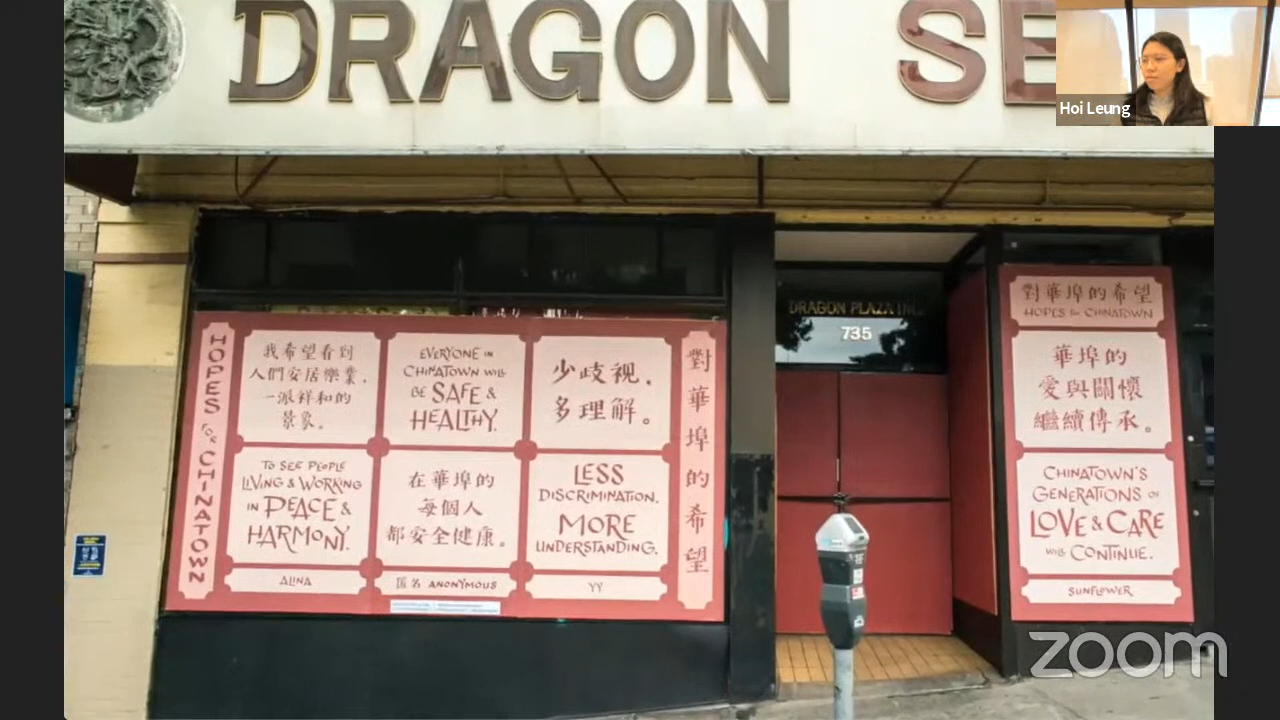 DRAGON SE
Hoi Leung
DRAGON PLAZA INC.
735
HOPES for CHINATOWN
我希望看到
人們安居樂業，
一派祥和的
景象。
EVERYONE IN
CHINATOWN WILL
BE SAFE &
HEALTHY.
少歧視，
多理解。
對華埠的希望
TO SEE PEOPLE
LIVING & WORKING
IN PEACE &
HARMONY.
在華埠的
每個人
都安全健康。
LESS
DISCRIMINATION.
MORE
UNDERSTANDING.
ALINA
匿名 ANONYMOUS
YY
對華埠的希望
HOPES for CHINATOWN
華埠的
愛與關懷
繼續傳承。
CHINATOWN'S
GENERATIONS OF
LOVE & CARE
WILL CONTINUE.
SUNFLOWER
zoom